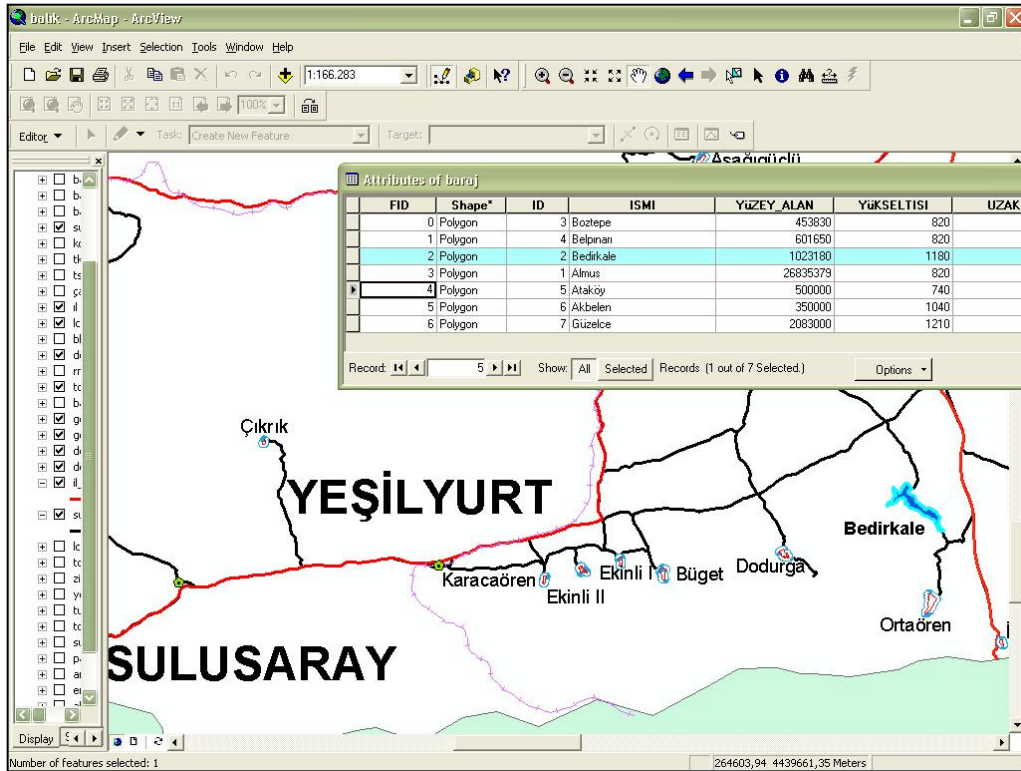 balık - ArcMap - ArcView
File Edit View Insert Selection Tools Window Help
1:166.283
100%
Editor Task: Create New Feature Target:
Aşağıgüçlü
Attributes of baraj
FID Shape* ID ISMI YüZEY_ALAN YüKSELTISI UZAK
0 Polygon 3 Boztepe 453830 820
1 Polygon 4 Belpınarı 601650 820
2 Polygon 2 Bedirkale 1023180 1180
3 Polygon 1 Almus 26835379 820
4 Polygon 5 Ataköy 500000 740
5 Polygon 6 Akbelen 350000 1040
6 Polygon 7 Güzelce 2083000 1210
Record: 5 Show: All Selected Records (1 out of 7 Selected.) Options
Çıkrık
YEŞİLYURT
Bedirkale
Karacaören
Ekinli I
Büget
Dodurga
Ekinli II
Ortaören
SULUSARAY
Display
Number of features selected: 1
264603,94 4439661,35 Meters